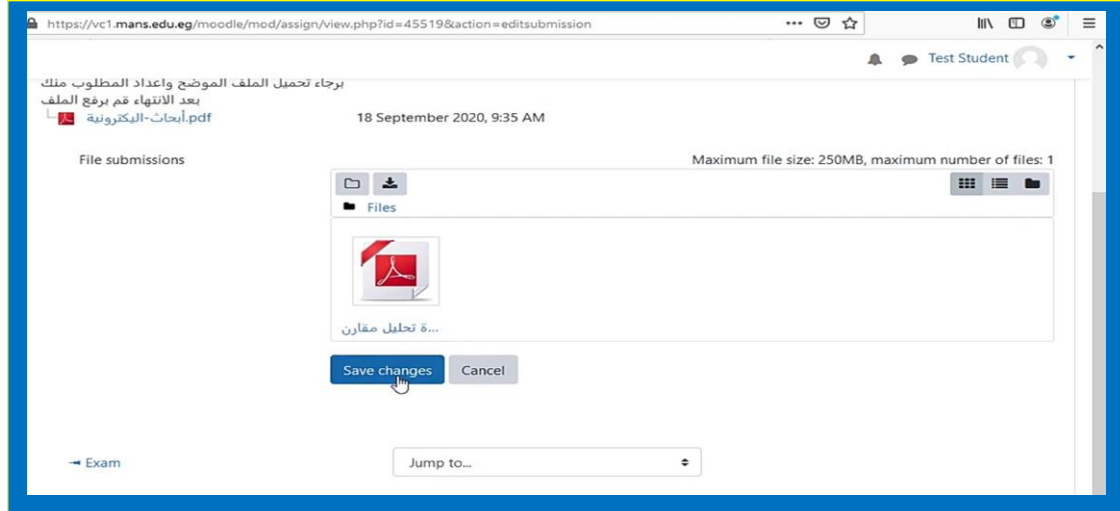 https://vc1.mans.edu.eg/moodle/mod/assign/view.php?id=45519&action=editsubmission
Test Student
برجاء تحميل الملف الموضح واعداد المطلوب منك
بعد الانتهاء قم برفع الملف
أبحاث-اليكترونية.pdf 18 September 2020, 9:35 AM
File submissions Maximum file size: 250MB, maximum number of files: 1
Files
ة تحليل مقارن...
Save changes Cancel
Exam Jump to...